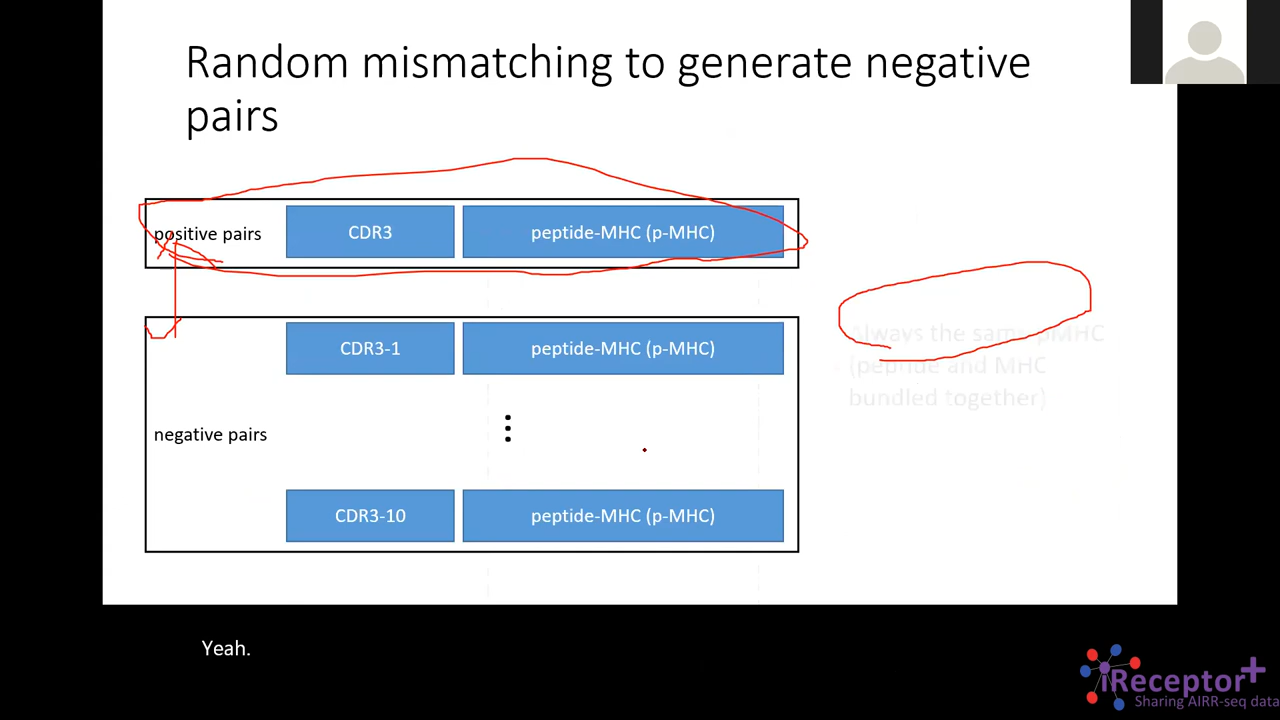 Random mismatching to generate negative
pairs
positive pairs
CDR3
peptide-MHC (p-MHC)
CDR3-1
peptide-MHC (p-MHC)
Always the same pMHC
(peptide and MHC
bundled together)
negative pairs
CDR3-10
peptide-MHC (p-MHC)
Yeah.
iReceptor+
Sharing AIRR-seq data